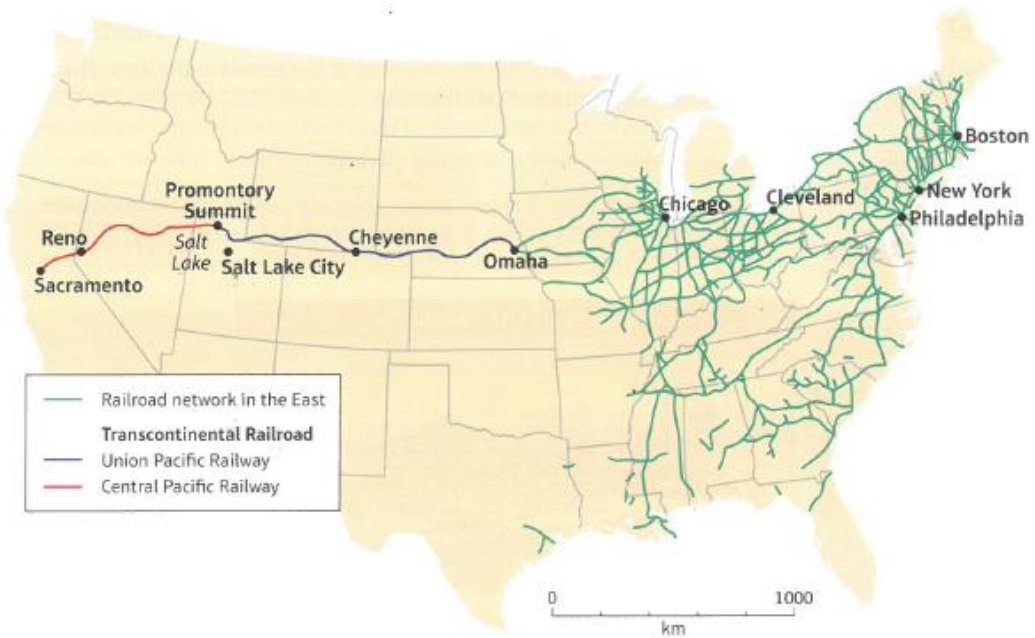 Boston
New York
Philadelphia
Cleveland
Chicago
Promontory
Summit
Reno
Salt
Lake
Salt Lake City
Cheyenne
Omaha
Sacramento
Railroad network in the East
Transcontinental Railroad
Union Pacific Railway
Central Pacific Railway
0 1000
km